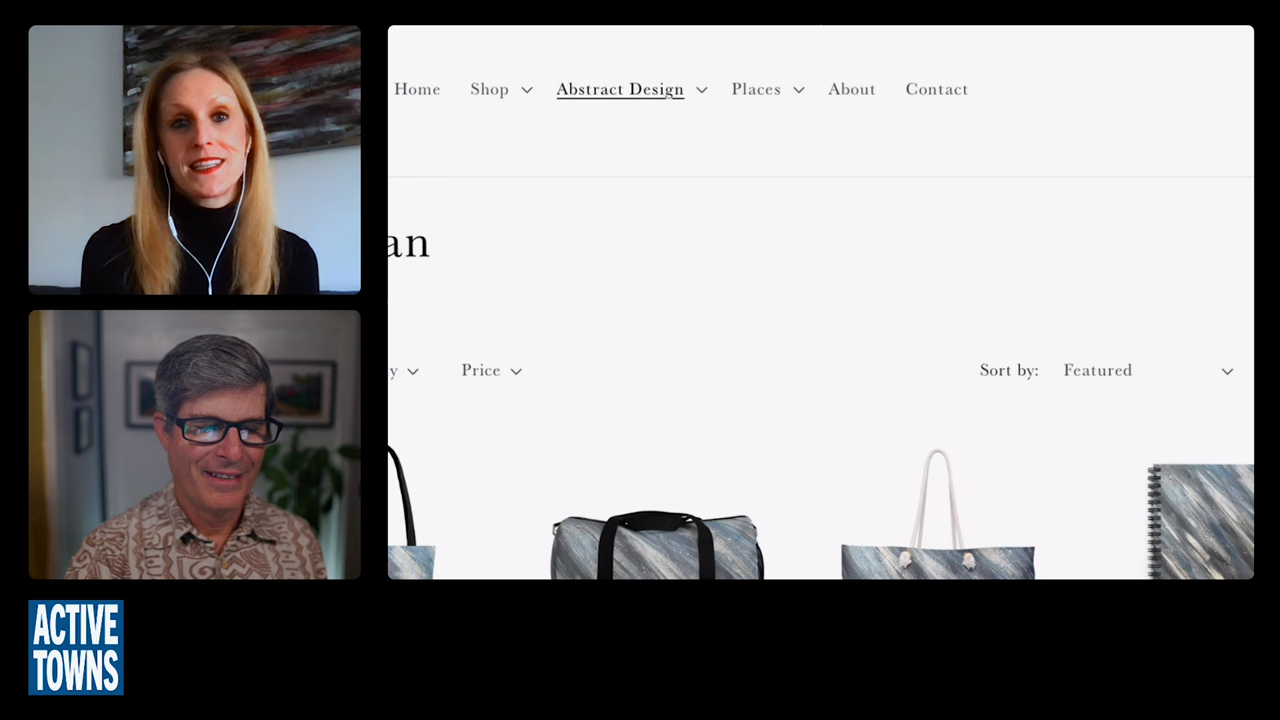 Home Shop Abstract Design Places About Contact
an
y Price Sort by: Featured
ACTIVE
TOWNS